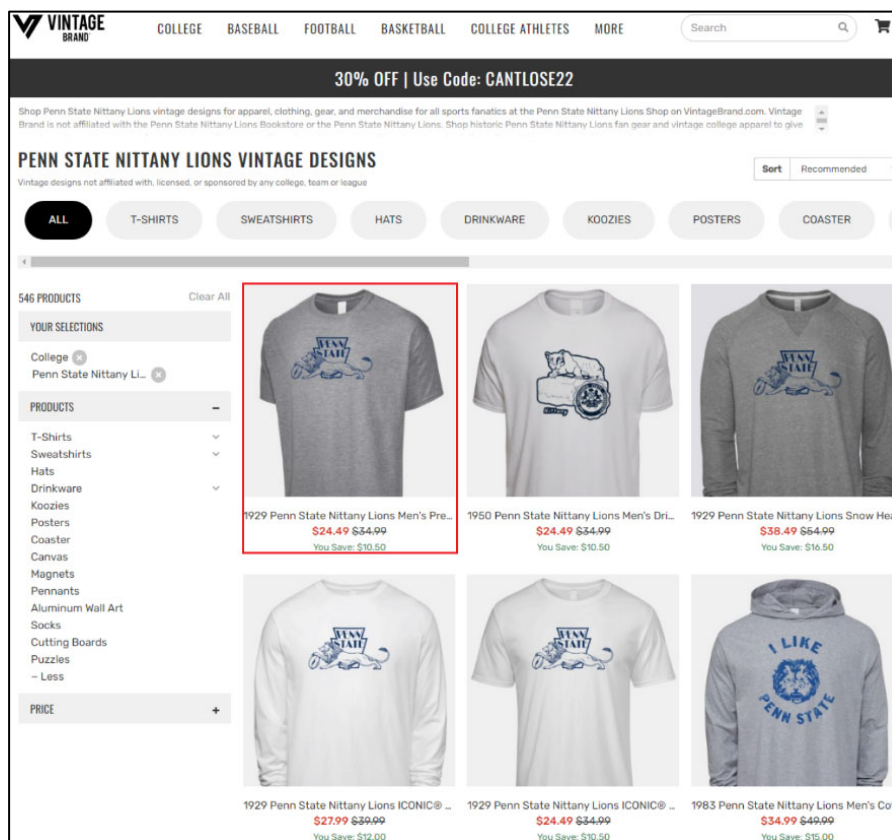 VINTAGE
BRAND
COLLEGE BASEBALL FOOTBALL BASKETBALL COLLEGE ATHLETES MORE
Search
30% OFF | Use Code: CANTLOSE22
Shop Penn State Nittany Lions vintage designs for apparel, clothing, gear, and merchandise for all sports fanatics at the Penn State Nittany Lions Shop on VintageBrand.com. Vintage
Brand is not affiliated with the Penn State Nittany Lions Bookstore or the Penn State Nittany Lions. Shop historic Penn State Nittany Lions fan gear and vintage college apparel to give
PENN STATE NITTANY LIONS VINTAGE DESIGNS
Vintage designs not affiliated with, licensed, or sponsored by any college, team or league
Sort Recommended
ALL T-SHIRTS SWEATSHIRTS HATS DRINKWARE KOOZIES POSTERS COASTER
546 PRODUCTS Clear All
YOUR SELECTIONS
College
Penn State Nittany Li...
PRODUCTS –
T-Shirts
Sweatshirts
Hats
Drinkware
Koozies
Posters
Coaster
Canvas
Magnets
Pennants
Aluminum Wall Art
Socks
Cutting Boards
Puzzles
– Less
PRICE +
PENN
STATE
Nittany
PENN
STATE
1929 Penn State Nittany Lions Men's Pre... 1950 Penn State Nittany Lions Men's Dri... 1929 Penn State Nittany Lions Snow Hea
$24.49 $34.99 $24.49 $34.99 $38.49 $54.99
You Save: $10.50 You Save: $10.50 You Save: $16.50
PENN
STATE
PENN
STATE
I LIKE
PENN STATE
1929 Penn State Nittany Lions ICONIC® ... 1929 Penn State Nittany Lions ICONIC® ... 1983 Penn State Nittany Lions Men's Co
$27.99 $39.99 $24.49 $34.99 $34.99 $49.99
You Save: $12.00 You Save: $10.50 You Save: $15.00